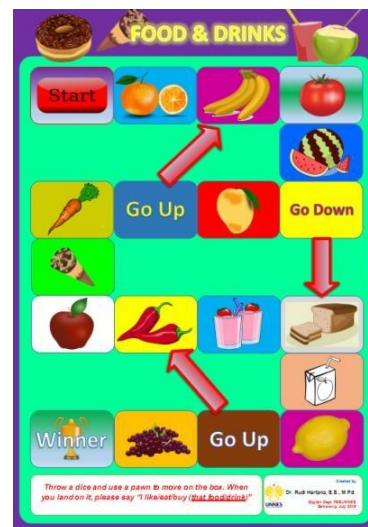 FOOD & DRINKS
Start
Go Up
Go Down
Winner
Go Up
Throw a dice and use a pawn to move on the box. When
you land on it, please say "I like/eat/buy (that food/drink)"
Created by:
Dr. Rudi Hartono, S.S., M.Pd.
UNNES